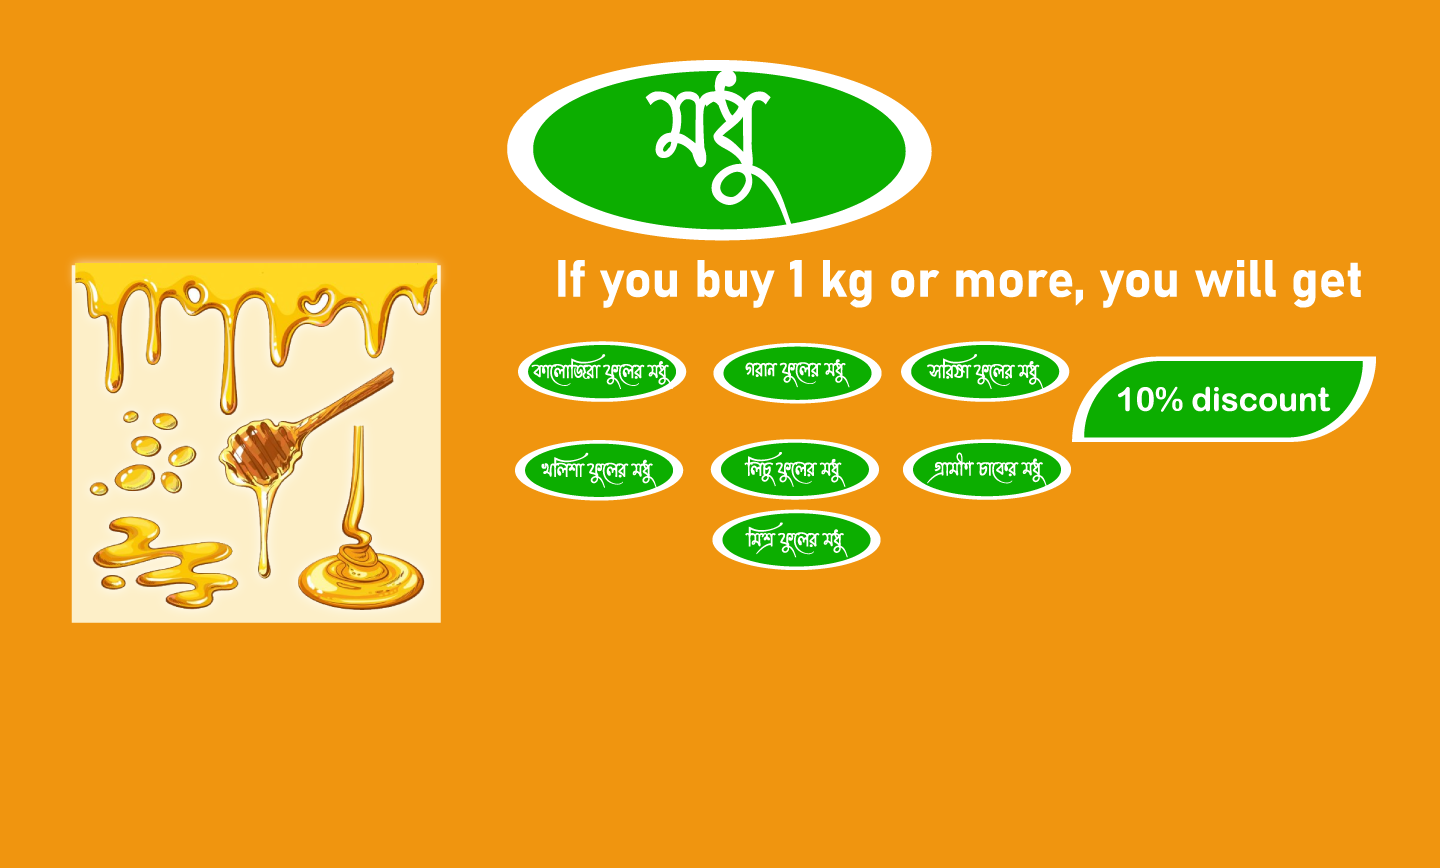 মধু
If you buy 1 kg or more, you will get
কালোজিরা ফুলের মধু
গরান ফুলের মধু
সরিষা ফুলের মধু
10% discount
খলিশা ফুলের মধু
লিচু ফুলের মধু
গ্রামীণ চাকের মধু
মিশ্র ফুলের মধু